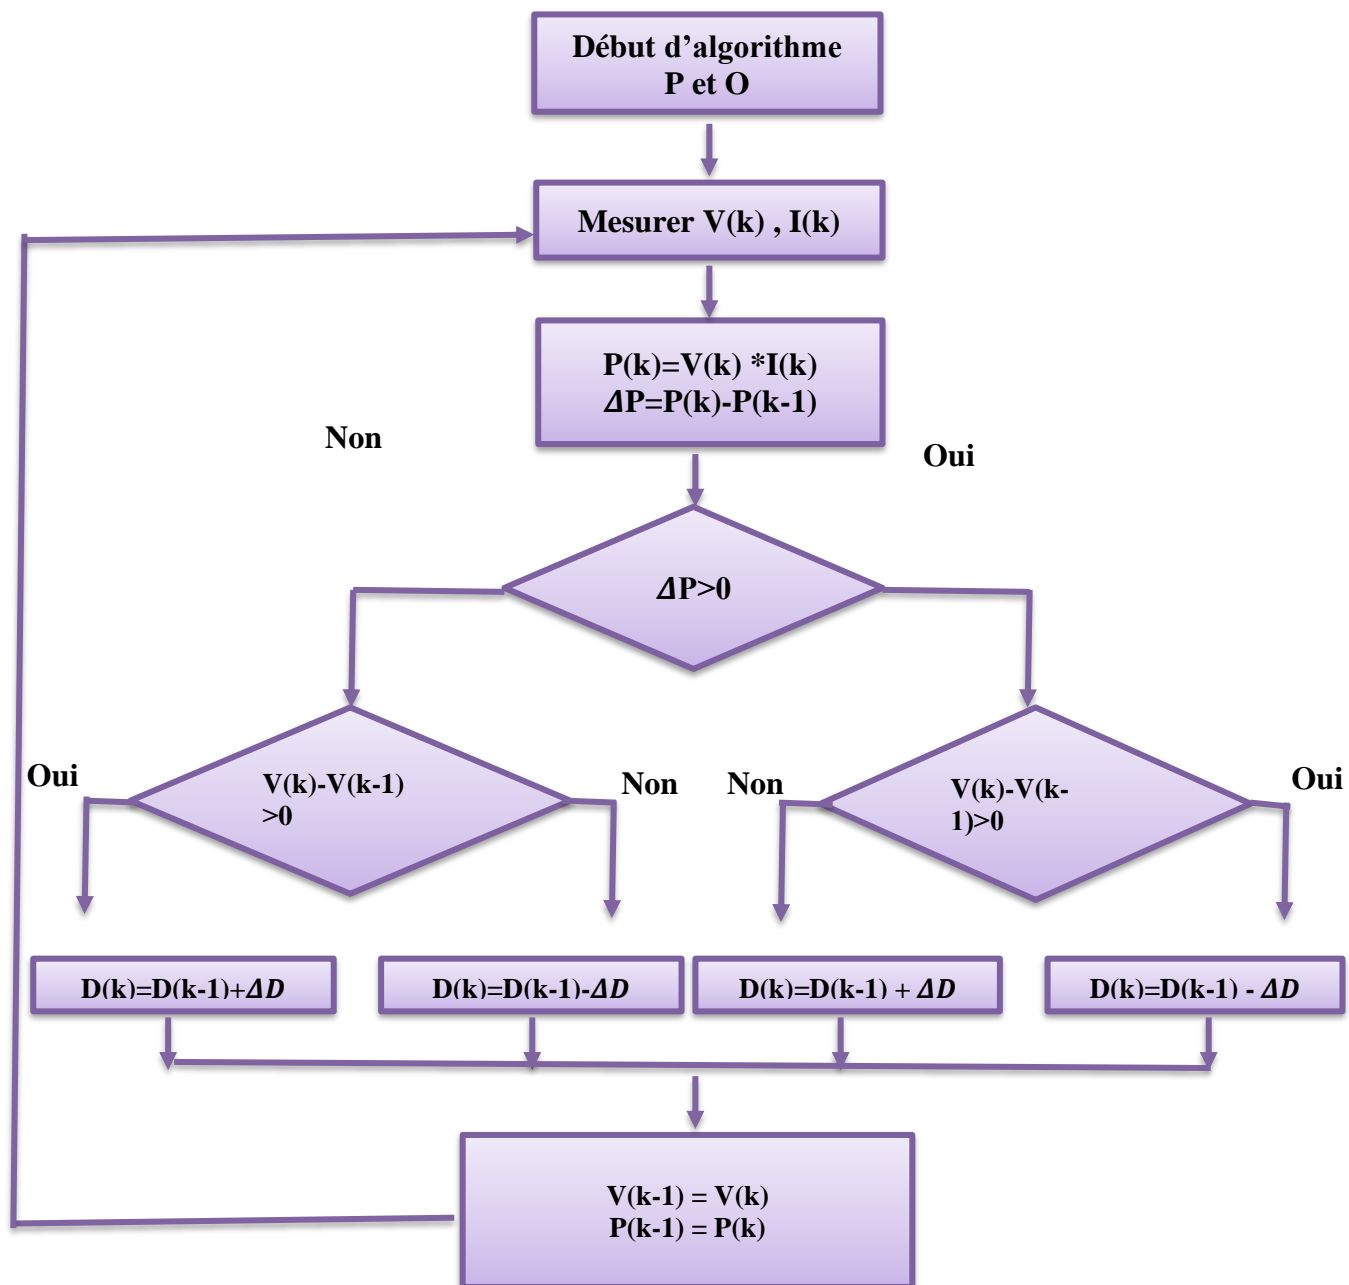 Début d’algorithme
P et O
Mesurer V(k) , I(k)
P(k)=V(k) *I(k)
ΔP=P(k)-P(k-1)
Non
Oui
ΔP>0
Oui
V(k)-V(k-1)
>0
Non
Non
V(k)-V(k-
1)>0
Oui
D(k)=D(k-1)+ΔD
D(k)=D(k-1)-ΔD
D(k)=D(k-1) + ΔD
D(k)=D(k-1) - ΔD
V(k-1) = V(k)
P(k-1) = P(k)